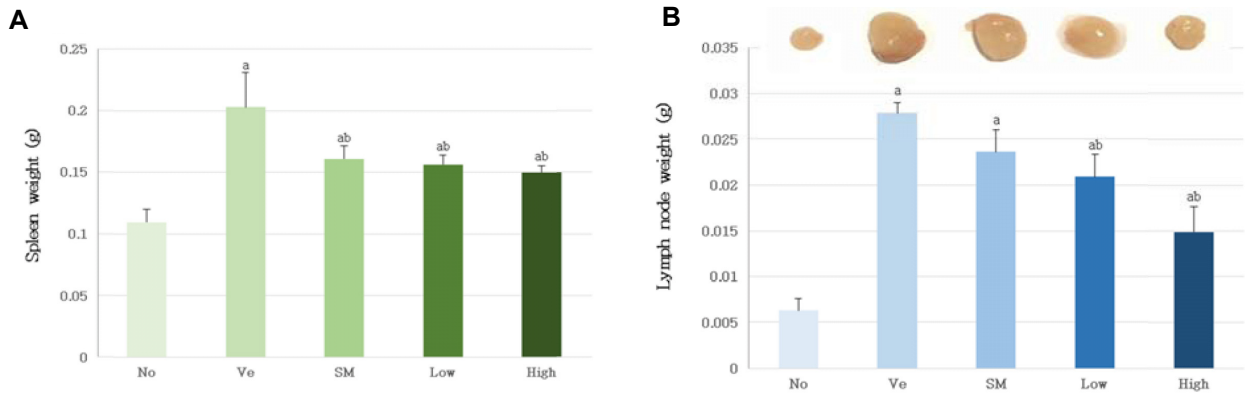 A
Spleen weight (g)
0.25
0.2
0.15
0.1
0.05
0
a
ab
ab
ab
No Ve SM Low High
B
Lymph node weight (g)
0.035
0.03
0.025
0.02
0.015
0.01
0.005
0
a
a
ab
ab
No Ve SM Low High